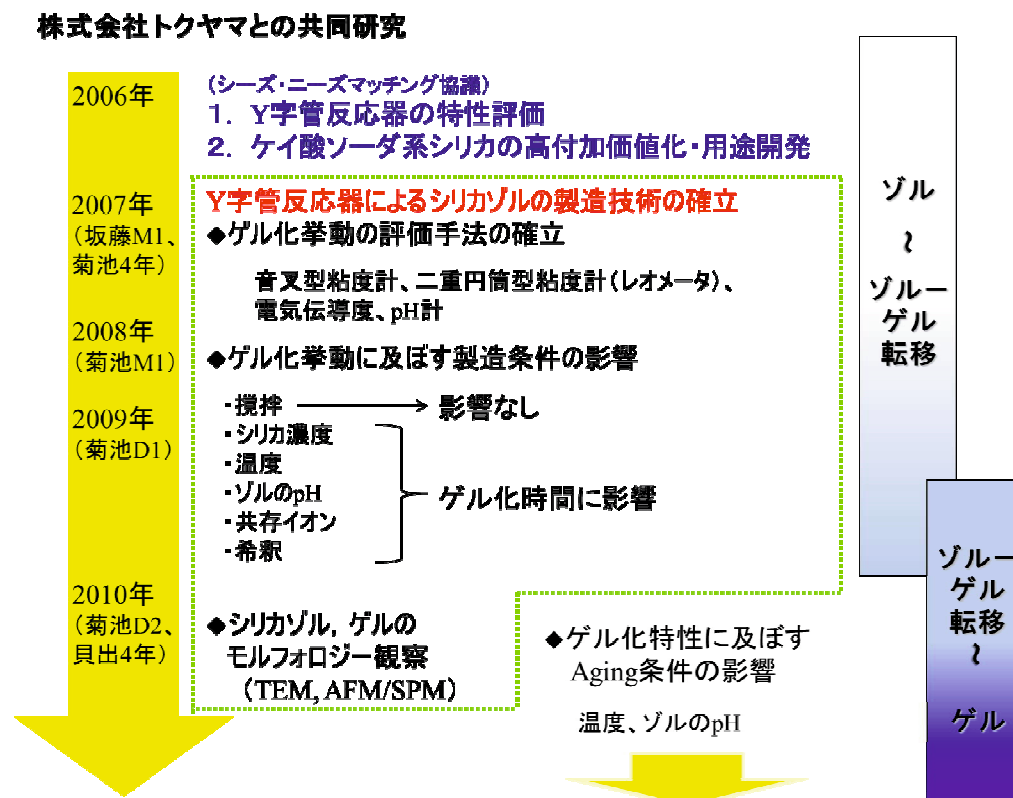 株式会社トクヤマとの共同研究
2006年
(シーズ・ニーズマッチング協議)
1. Y字管反応器の特性評価
2. ケイ酸ソーダ系シリカの高付加価値化・用途開発
2007年
(坂藤M1、
菊池4年)
Y字管反応器によるシリカゾルの製造技術の確立
◆ゲル化挙動の評価手法の確立
音叉型粘度計、二重円筒型粘度計(レオメータ)、
電気伝導度、pH計
2008年
(菊池M1)
◆ゲル化挙動に及ぼす製造条件の影響
2009年
(菊池D1)
・撹拌 → 影響なし
・シリカ濃度
・温度
・ゾルのpH
・共存イオン
・希釈
ゲル化時間に影響
2010年
(菊池D2、
貝出4年)
◆シリカゾル, ゲルの
モルフォロジー観察
(TEM, AFM/SPM)
◆ゲル化特性に及ぼす
Aging条件の影響
温度、ゾルのpH
ゾル
~
ゾルー
ゲル
転移
ゾルー
ゲル
転移
~
ゲル